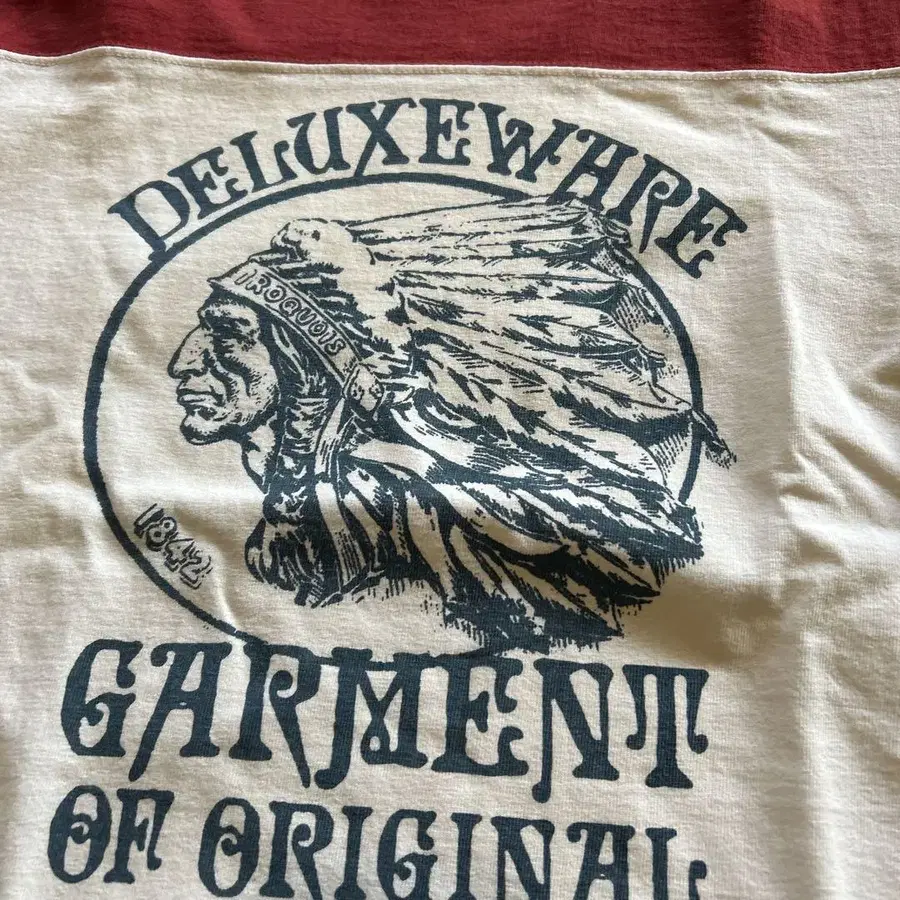 DELUXEWARE
IROQUOIS
1842
GARMENT
OF ORIGINAL